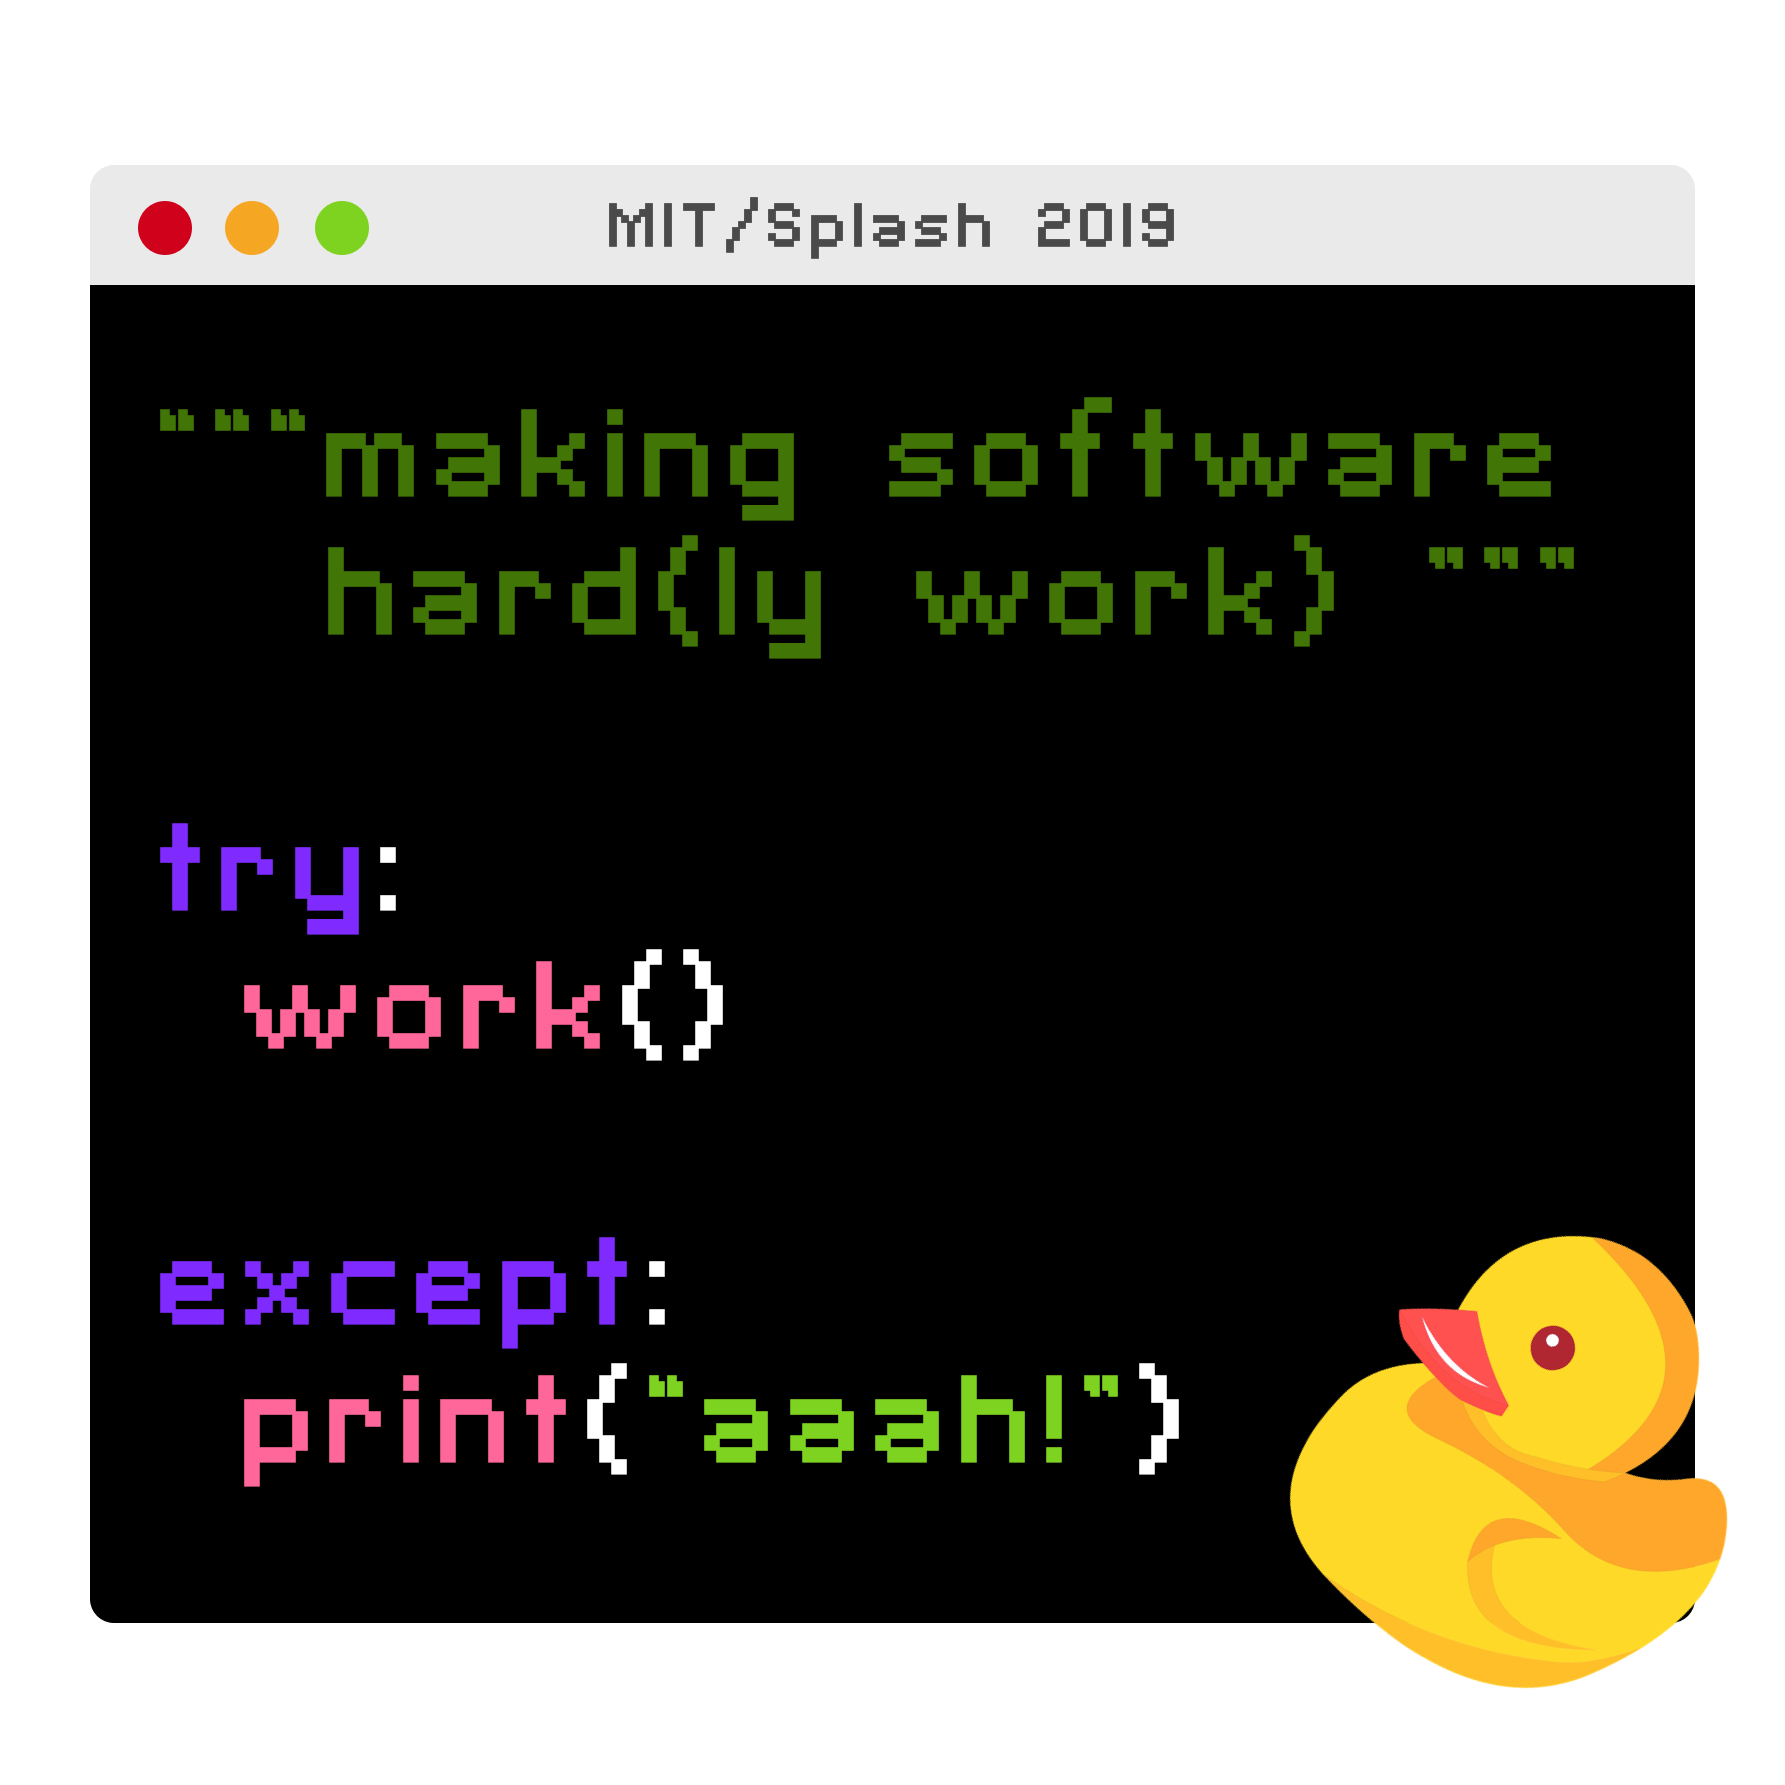 MIT/Splash 2019
“““making software
hard(ly work) ”””
try:
work()
except:
print(“aaah!”)